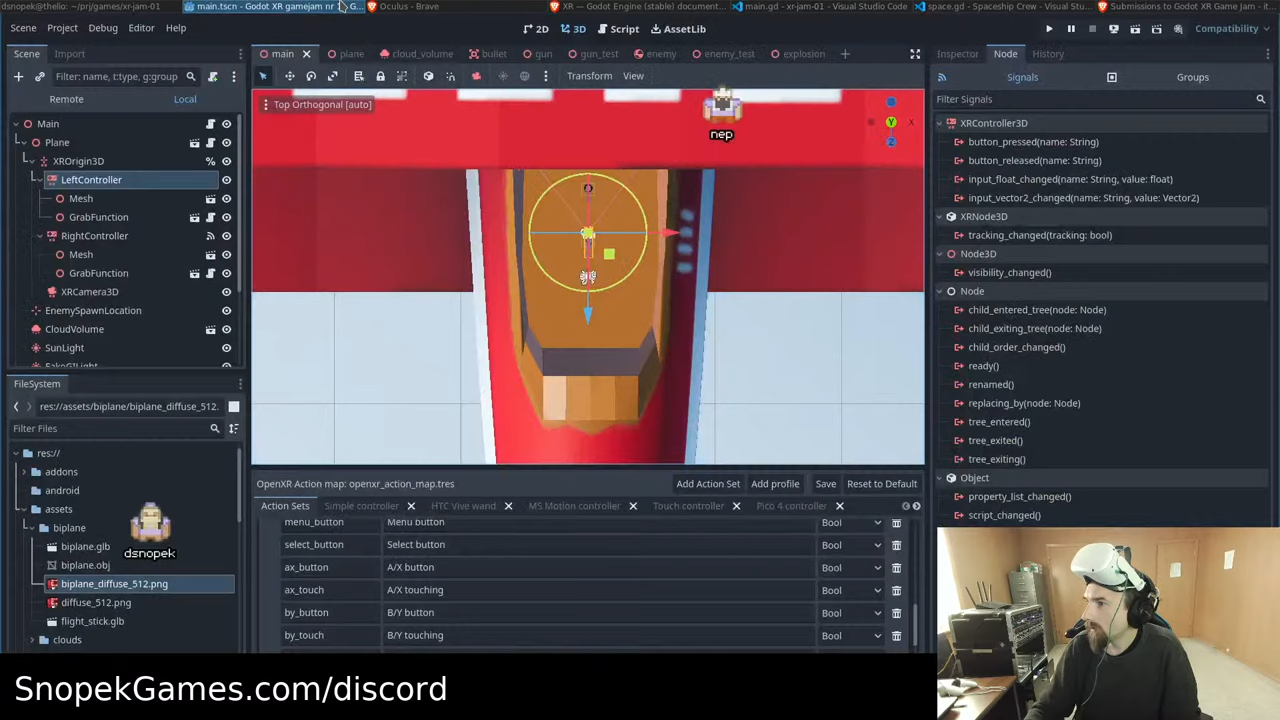 dsnopek@thelio: ~/prj/games/xr-jam-01
main.tscn - Godot XR gamejam nr
G...
Oculus - Brave
XR — Godot Engine (stable) document...
main.gd - xr-jam-01 - Visual Studio Code
space.gd - Spaceship Crew - Visual Stu...
Submissions to Godot XR Game Jam - it...
Scene Project Debug Editor Help
2D 3D Script AssetLib
Compatibility
Scene Import
main plane cloud_volume bullet gun gun_test enemy enemy_test explosion
Inspector Node History
Filter: name, t:type, g:group
Transform View
Signals Groups
Remote Local
Top Orthogonal [auto]
Filter Signals
X
Y
Z
nep
Main
Plane
XROrigin3D
LeftController
Mesh
GrabFunction
RightController
Mesh
GrabFunction
XRCamera3D
EnemySpawnLocation
CloudVolume
SunLight
FakeGILight
XRController3D
button_pressed(name: String)
button_released(name: String)
input_float_changed(name: String, value: float)
input_vector2_changed(name: String, value: Vector2)
XRNode3D
tracking_changed(tracking: bool)
Node3D
visibility_changed()
Node
child_entered_tree(node: Node)
child_exiting_tree(node: Node)
child_order_changed()
ready()
renamed()
replacing_by(node: Node)
tree_entered()
tree_exited()
tree_exiting()
Object
property_list_changed()
script_changed()
FileSystem
res://assets/biplane/biplane_diffuse_512.
Filter Files
res://
addons
android
assets
biplane
biplane.glb
biplane.obj
biplane_diffuse_512.png
diffuse_512.png
flight_stick.glb
clouds
dsnopek
OpenXR Action map: openxr_action_map.tres
Add Action Set Add profile Save Reset to Default
Action Sets Simple controller HTC Vive wand MS Motion controller Touch controller Pico 4 controller
menu_button Menu button Bool
select_button Select button Bool
ax_button A/X button Bool
ax_touch A/X touching Bool
by_button B/Y button Bool
by_touch B/Y touching Bool
SnopekGames.com/discord